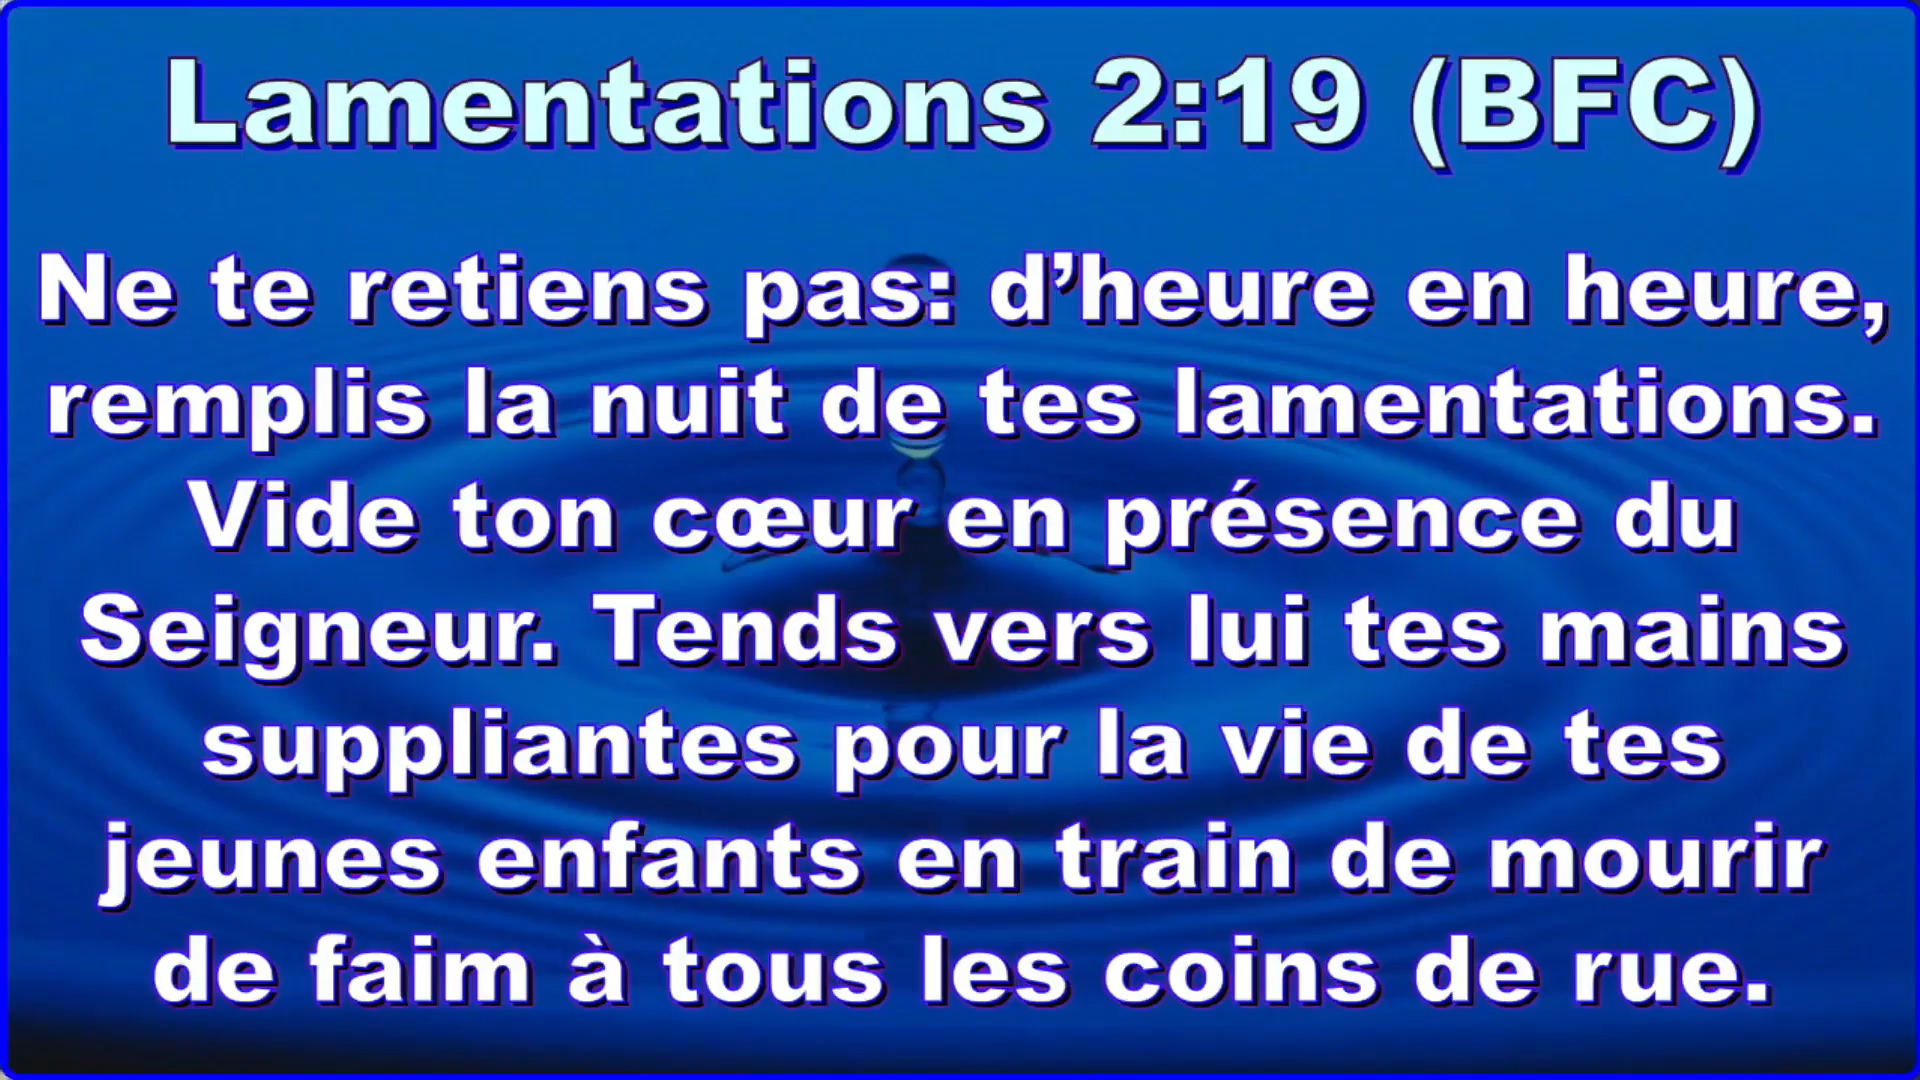 Lamentations 2:19 (BFC)
Ne te retiens pas: d’heure en heure,
remplis la nuit de tes lamentations.
Vide ton cœur en présence du
Seigneur. Tends vers lui tes mains
suppliantes pour la vie de tes
jeunes enfants en train de mourir
de faim à tous les coins de rue.